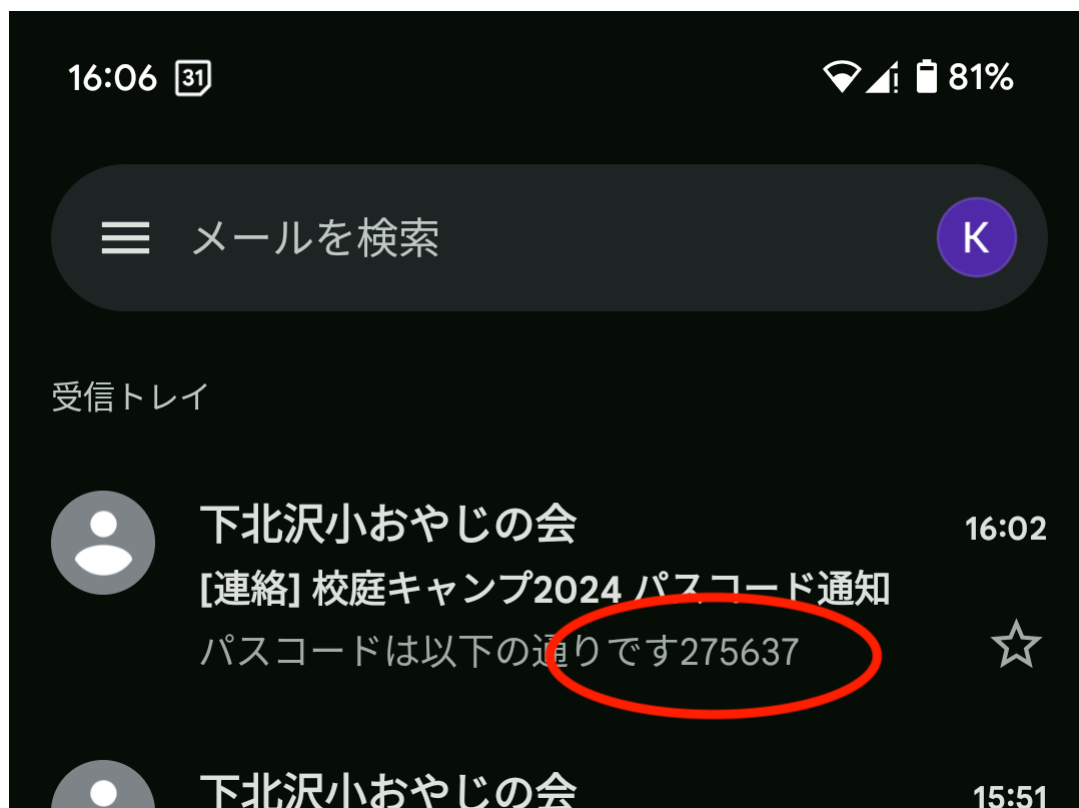 16:06 31 81%
メールを検索 K
受信トレイ
下北沢小おやじの会 16:02
[連絡] 校庭キャンプ2024 パスコード通知
パスコードは以下の通りです275637
下北沢小おやじの会 15:51